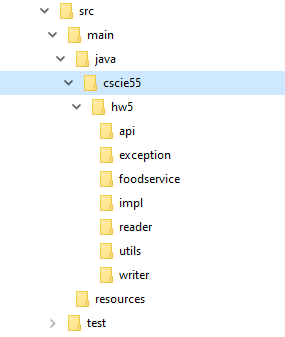 src
main
java
cscie55
hw5
api
exception
foodservice
impl
reader
utils
writer
resources
test